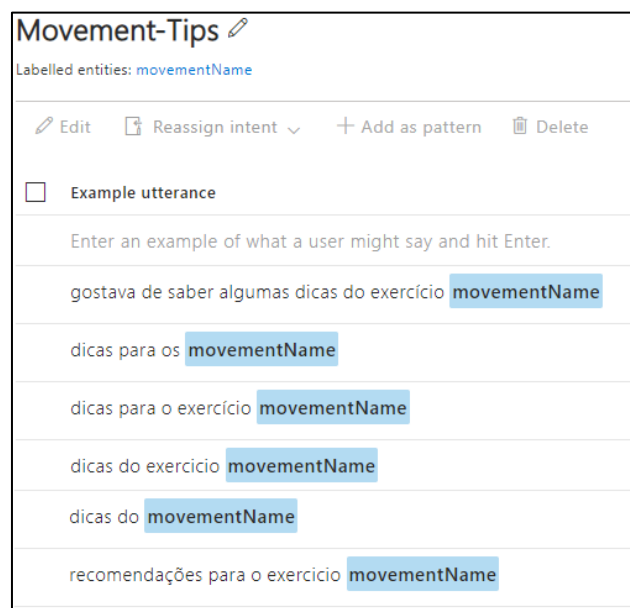 Movement-Tips
Labelled entities: movementName
Edit Reassign intent Add as pattern Delete
Example utterance
Enter an example of what a user might say and hit Enter.
gostava de saber algumas dicas do exercício movementName
dicas para os movementName
dicas para o exercício movementName
dicas do exercicio movementName
dicas do movementName
recomendações para o exercicio movementName